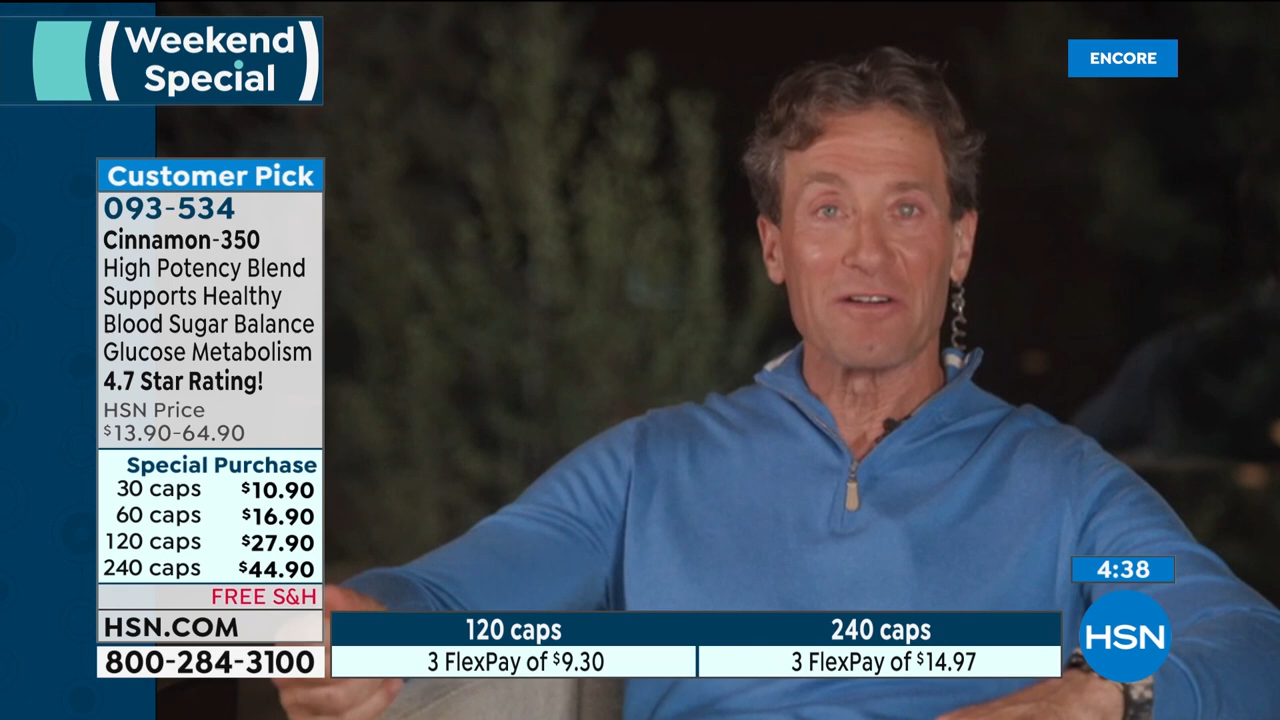 (Weekend
Special)
ENCORE
Customer Pick
093-534
Cinnamon-350
High Potency Blend
Supports Healthy
Blood Sugar Balance
Glucose Metabolism
4.7 Star Rating!
HSN Price
$13.90-64.90
Special Purchase
30 caps $10.90
60 caps $16.90
120 caps $27.90
240 caps $44.90
FREE S&H
HSN.COM
800-284-3100
120 caps 240 caps
3 FlexPay of $9.30 3 FlexPay of $14.97
4:38
HSN